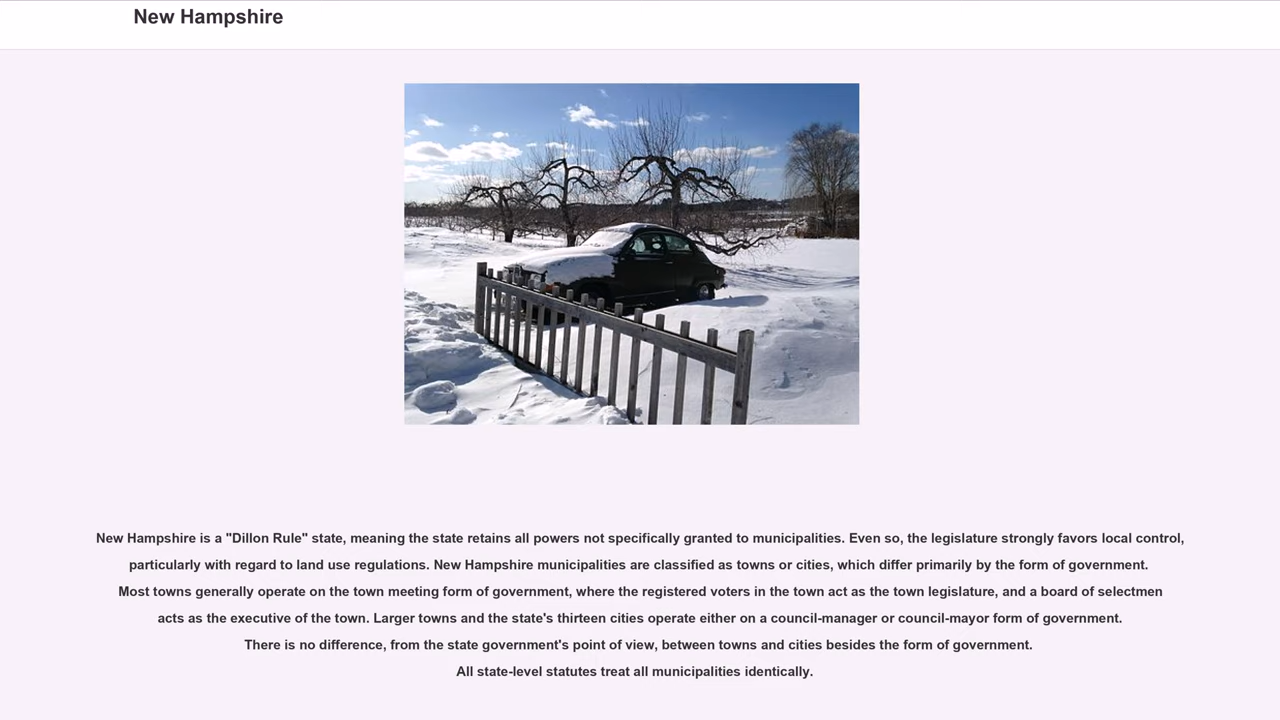 New Hampshire
New Hampshire is a "Dillon Rule" state, meaning the state retains all powers not specifically granted to municipalities. Even so, the legislature strongly favors local control,
particularly with regard to land use regulations. New Hampshire municipalities are classified as towns or cities, which differ primarily by the form of government.
Most towns generally operate on the town meeting form of government, where the registered voters in the town act as the town legislature, and a board of selectmen
acts as the executive of the town. Larger towns and the state's thirteen cities operate either on a council-manager or council-mayor form of government.
There is no difference, from the state government's point of view, between towns and cities besides the form of government.
All state-level statutes treat all municipalities identically.